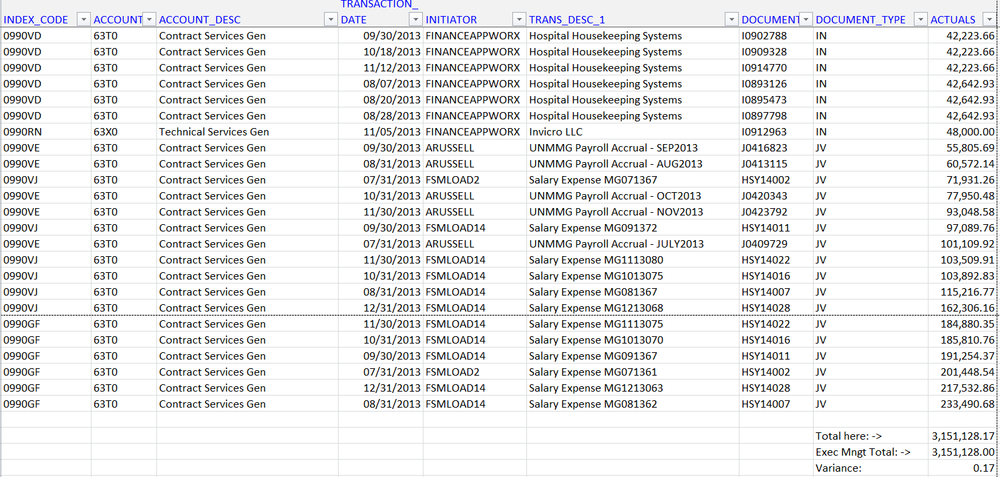 INDEX_CODE ACCOUNT ACCOUNT_DESC TRANSACTION_DATE INITIATOR TRANS_DESC_1 DOCUMENT DOCUMENT_TYPE ACTUALS
0990VD 63T0 Contract Services Gen 09/30/2013 FINANCEAPPWORX Hospital Housekeeping Systems I0902788 IN 42,223.66
0990VD 63T0 Contract Services Gen 10/18/2013 FINANCEAPPWORX Hospital Housekeeping Systems I0909328 IN 42,223.66
0990VD 63T0 Contract Services Gen 11/12/2013 FINANCEAPPWORX Hospital Housekeeping Systems I0914770 IN 42,223.66
0990VD 63T0 Contract Services Gen 08/07/2013 FINANCEAPPWORX Hospital Housekeeping Systems I0893126 IN 42,642.93
0990VD 63T0 Contract Services Gen 08/20/2013 FINANCEAPPWORX Hospital Housekeeping Systems I0895473 IN 42,642.93
0990VD 63T0 Contract Services Gen 08/28/2013 FINANCEAPPWORX Hospital Housekeeping Systems I0897798 IN 42,642.93
0990RN 63X0 Technical Services Gen 11/05/2013 FINANCEAPPWORX Invicro LLC I0912963 IN 48,000.00
0990VE 63T0 Contract Services Gen 09/30/2013 ARUSSELL UNMMG Payroll Accrual - SEP2013 J0416823 JV 55,805.69
0990VE 63T0 Contract Services Gen 08/31/2013 ARUSSELL UNMMG Payroll Accrual - AUG2013 J0413115 JV 60,572.14
0990VJ 63T0 Contract Services Gen 07/31/2013 FSMLOAD2 Salary Expense MG071367 HSY14002 JV 71,931.26
0990VE 63T0 Contract Services Gen 10/31/2013 ARUSSELL UNMMG Payroll Accrual - OCT2013 J0420343 JV 77,950.48
0990VE 63T0 Contract Services Gen 11/30/2013 ARUSSELL UNMMG Payroll Accrual - NOV2013 J0423792 JV 93,048.58
0990VJ 63T0 Contract Services Gen 09/30/2013 FSMLOAD14 Salary Expense MG091372 HSY14011 JV 97,089.76
0990VE 63T0 Contract Services Gen 07/31/2013 ARUSSELL UNMMG Payroll Accrual - JULY2013 J0409729 JV 101,109.92
0990VJ 63T0 Contract Services Gen 11/30/2013 FSMLOAD14 Salary Expense MG1113080 HSY14022 JV 103,509.91
0990VJ 63T0 Contract Services Gen 10/31/2013 FSMLOAD14 Salary Expense MG1013075 HSY14016 JV 103,892.83
0990VJ 63T0 Contract Services Gen 08/31/2013 FSMLOAD14 Salary Expense MG081367 HSY14007 JV 115,216.77
0990VJ 63T0 Contract Services Gen 12/31/2013 FSMLOAD14 Salary Expense MG1213068 HSY14028 JV 162,306.16
0990GF 63T0 Contract Services Gen 11/30/2013 FSMLOAD14 Salary Expense MG1113075 HSY14022 JV 184,880.35
0990GF 63T0 Contract Services Gen 10/31/2013 FSMLOAD14 Salary Expense MG1013070 HSY14016 JV 185,810.76
0990GF 63T0 Contract Services Gen 09/30/2013 FSMLOAD14 Salary Expense MG091367 HSY14011 JV 191,254.37
0990GF 63T0 Contract Services Gen 07/31/2013 FSMLOAD2 Salary Expense MG071361 HSY14002 JV 201,448.54
0990GF 63T0 Contract Services Gen 12/31/2013 FSMLOAD14 Salary Expense MG1213063 HSY14028 JV 217,532.86
0990GF 63T0 Contract Services Gen 08/31/2013 FSMLOAD14 Salary Expense MG081362 HSY14007 JV 233,490.68
Total here: -> 3,151,128.17
Exec Mngt Total: -> 3,151,128.00
Variance: 0.17